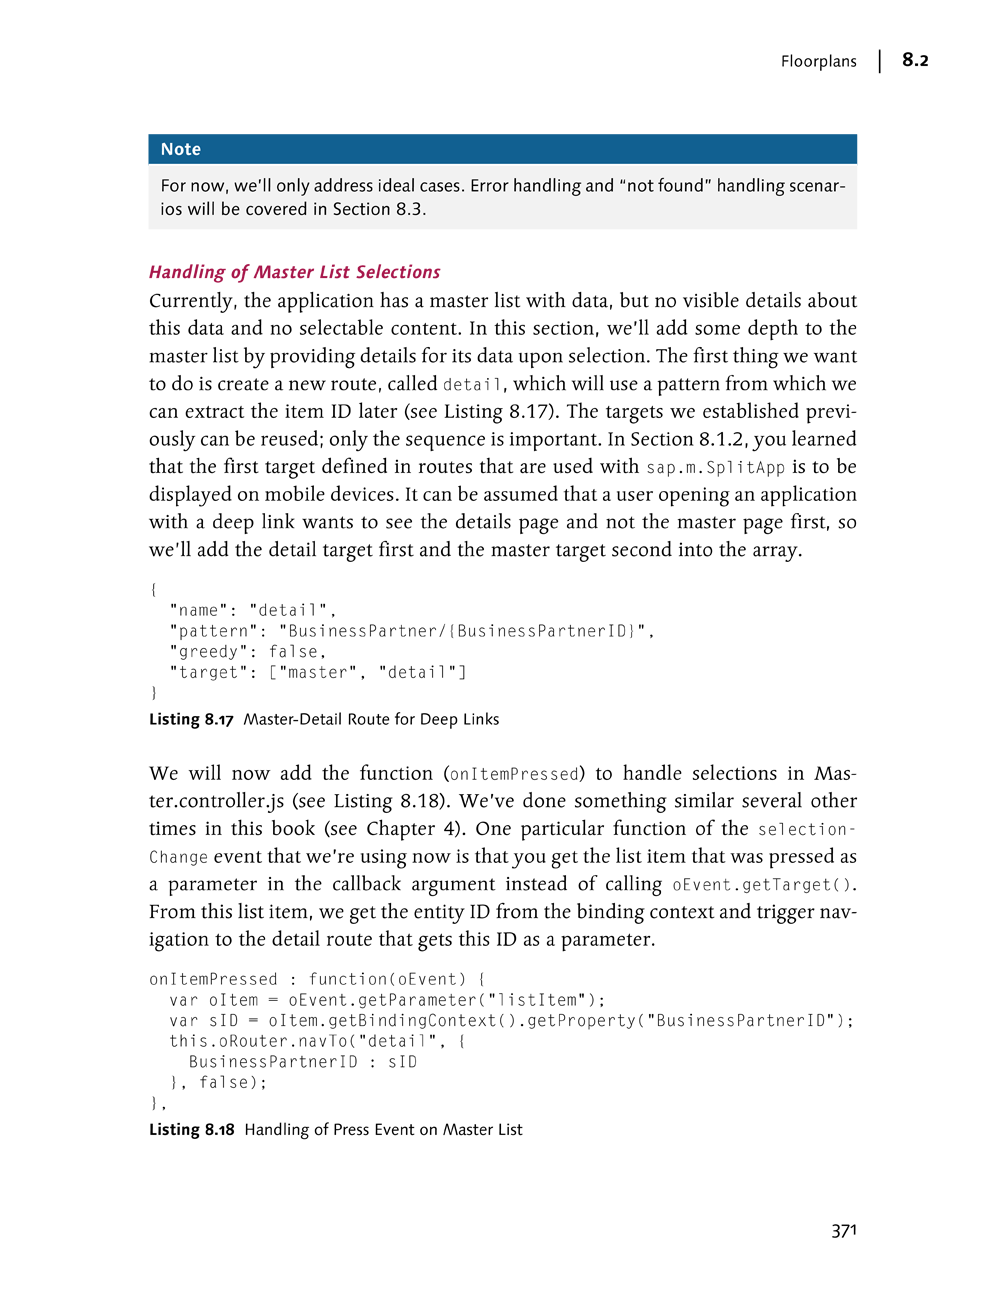 Floorplans | 8.2
Note
For now, we'll only address ideal cases. Error handling and “not found” handling scenar-
ios will be covered in Section 8.3.
Handling of Master List Selections
Currently, the application has a master list with data, but no visible details about
this data and no selectable content. In this section, we'll add some depth to the
master list by providing details for its data upon selection. The first thing we want
to do is create a new route, called detail, which will use a pattern from which we
can extract the item ID later (see Listing 8.17). The targets we established previ-
ously can be reused; only the sequence is important. In Section 8.1.2, you learned
that the first target defined in routes that are used with sap.m.SplitApp is to be
displayed on mobile devices. It can be assumed that a user opening an application
with a deep link wants to see the details page and not the master page first, so
we'll add the detail target first and the master target second into the array.
{
  "name": "detail",
  "pattern": "BusinessPartner/{BusinessPartnerID}",
  "greedy": false,
  "target": ["master", "detail"]
}
Listing 8.17 Master-Detail Route for Deep Links
We will now add the function (onItemPressed) to handle selections in Mas-
ter.controller.js (see Listing 8.18). We've done something similar several other
times in this book (see Chapter 4). One particular function of the selection-
Change event that we're using now is that you get the list item that was pressed as
a parameter in the callback argument instead of calling oEvent.getTarget().
From this list item, we get the entity ID from the binding context and trigger nav-
igation to the detail route that gets this ID as a parameter.
onItemPressed : function(oEvent) {
  var oItem = oEvent.getParameter("listItem");
  var sID = oItem.getBindingContext().getProperty("BusinessPartnerID");
  this.oRouter.navTo("detail", {
    BusinessPartnerID : sID
  }, false);
},
Listing 8.18 Handling of Press Event on Master List
371